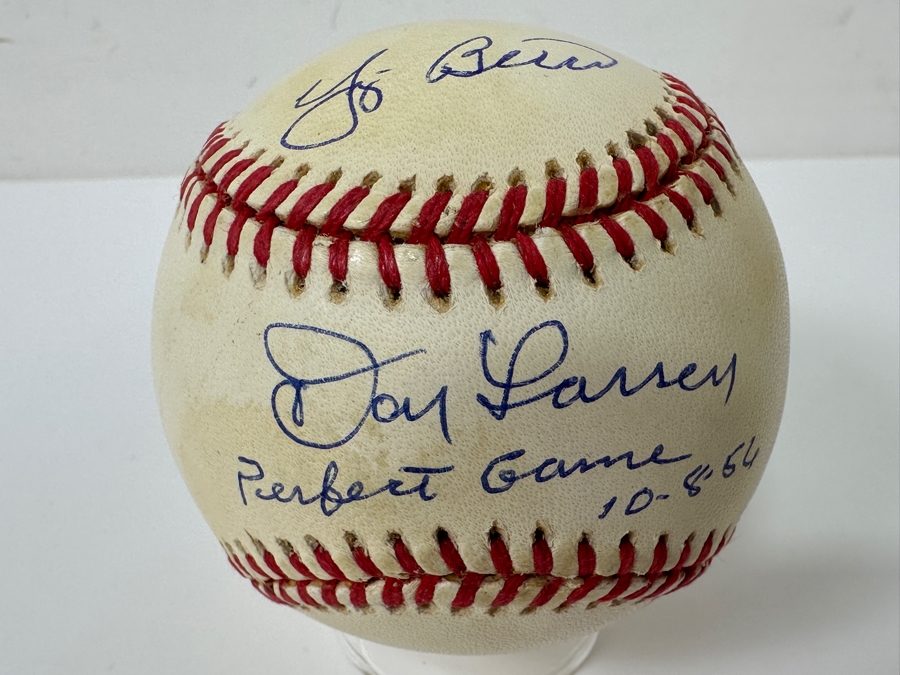 Yogi Berra
Don Larsen
Perfect Game
10-8-56